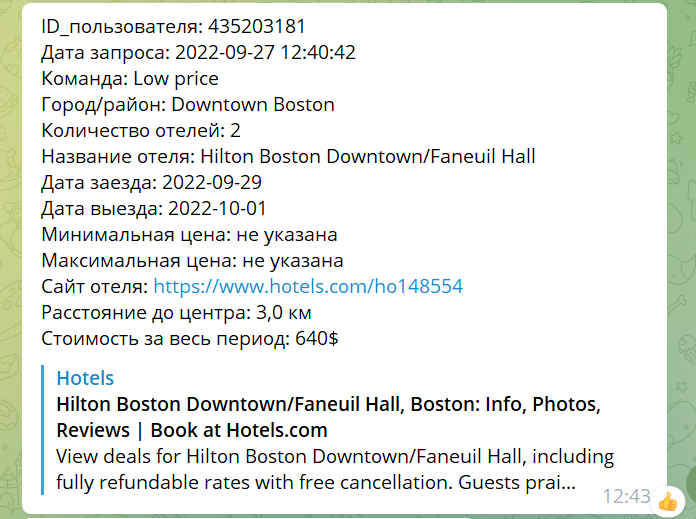 ID_пользователя: 435203181
Дата запроса: 2022-09-27 12:40:42
Команда: Low price
Город/район: Downtown Boston
Количество отелей: 2
Название отеля: Hilton Boston Downtown/Faneuil Hall
Дата заезда: 2022-09-29
Дата выезда: 2022-10-01
Минимальная цена: не указана
Максимальная цена: не указана
Сайт отеля: https://www.hotels.com/ho148554
Расстояние до центра: 3,0 км
Стоимость за весь период: 640$
Hotels
Hilton Boston Downtown/Faneuil Hall, Boston: Info, Photos,
Reviews | Book at Hotels.com
View deals for Hilton Boston Downtown/Faneuil Hall, including
fully refundable rates with free cancellation. Guests prai...
12:43